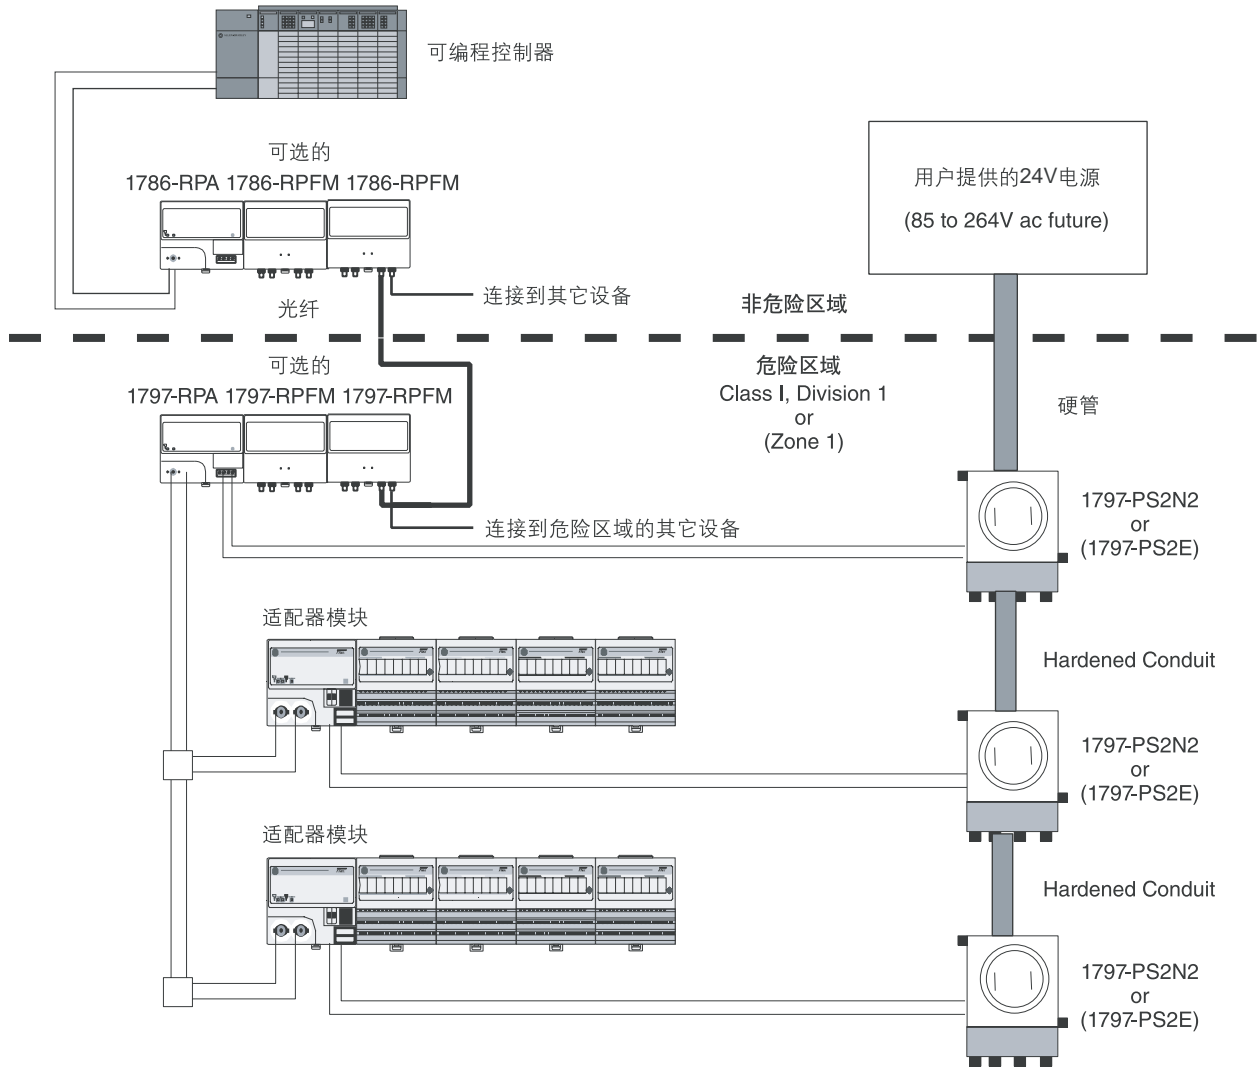 可编程控制器
可选的
1786-RPA 1786-RPFM 1786-RPFM
用户提供的24V电源
(85 to 264V ac future)
连接到其它设备
光纤
非危险区域
可选的
1797-RPA 1797-RPFM 1797-RPFM
危险区域
Class I, Division 1
or
(Zone 1)
硬管
连接到危险区域的其它设备
1797-PS2N2
or
(1797-PS2E)
适配器模块
Hardened Conduit
1797-PS2N2
or
(1797-PS2E)
适配器模块
Hardened Conduit
1797-PS2N2
or
(1797-PS2E)